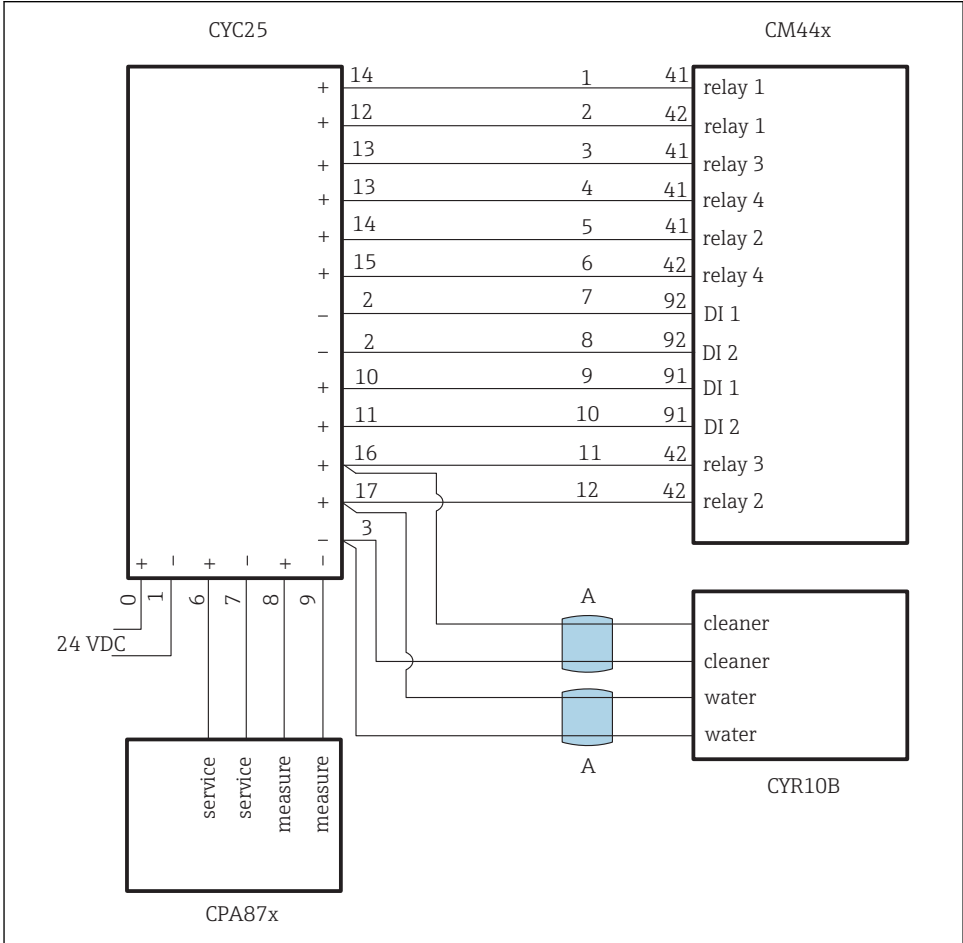 CYC25 CM44x
+ 14 1 41 relay 1
+ 12 2 42 relay 1
+ 13 3 41 relay 3
+ 13 4 41 relay 4
+ 14 5 41 relay 2
+ 15 6 42 relay 4
– 2 7 92 DI 1
– 2 8 92 DI 2
+ 10 9 91 DI 1
+ 11 10 91 DI 2
+ 16 11 42 relay 3
+ 17 12 42 relay 2
– 3
+ – + – + –
0 1 6 7 8 9
24 VDC
A
cleaner
cleaner
water
water
A
CYR10B
service
service
measure
measure
CPA87x